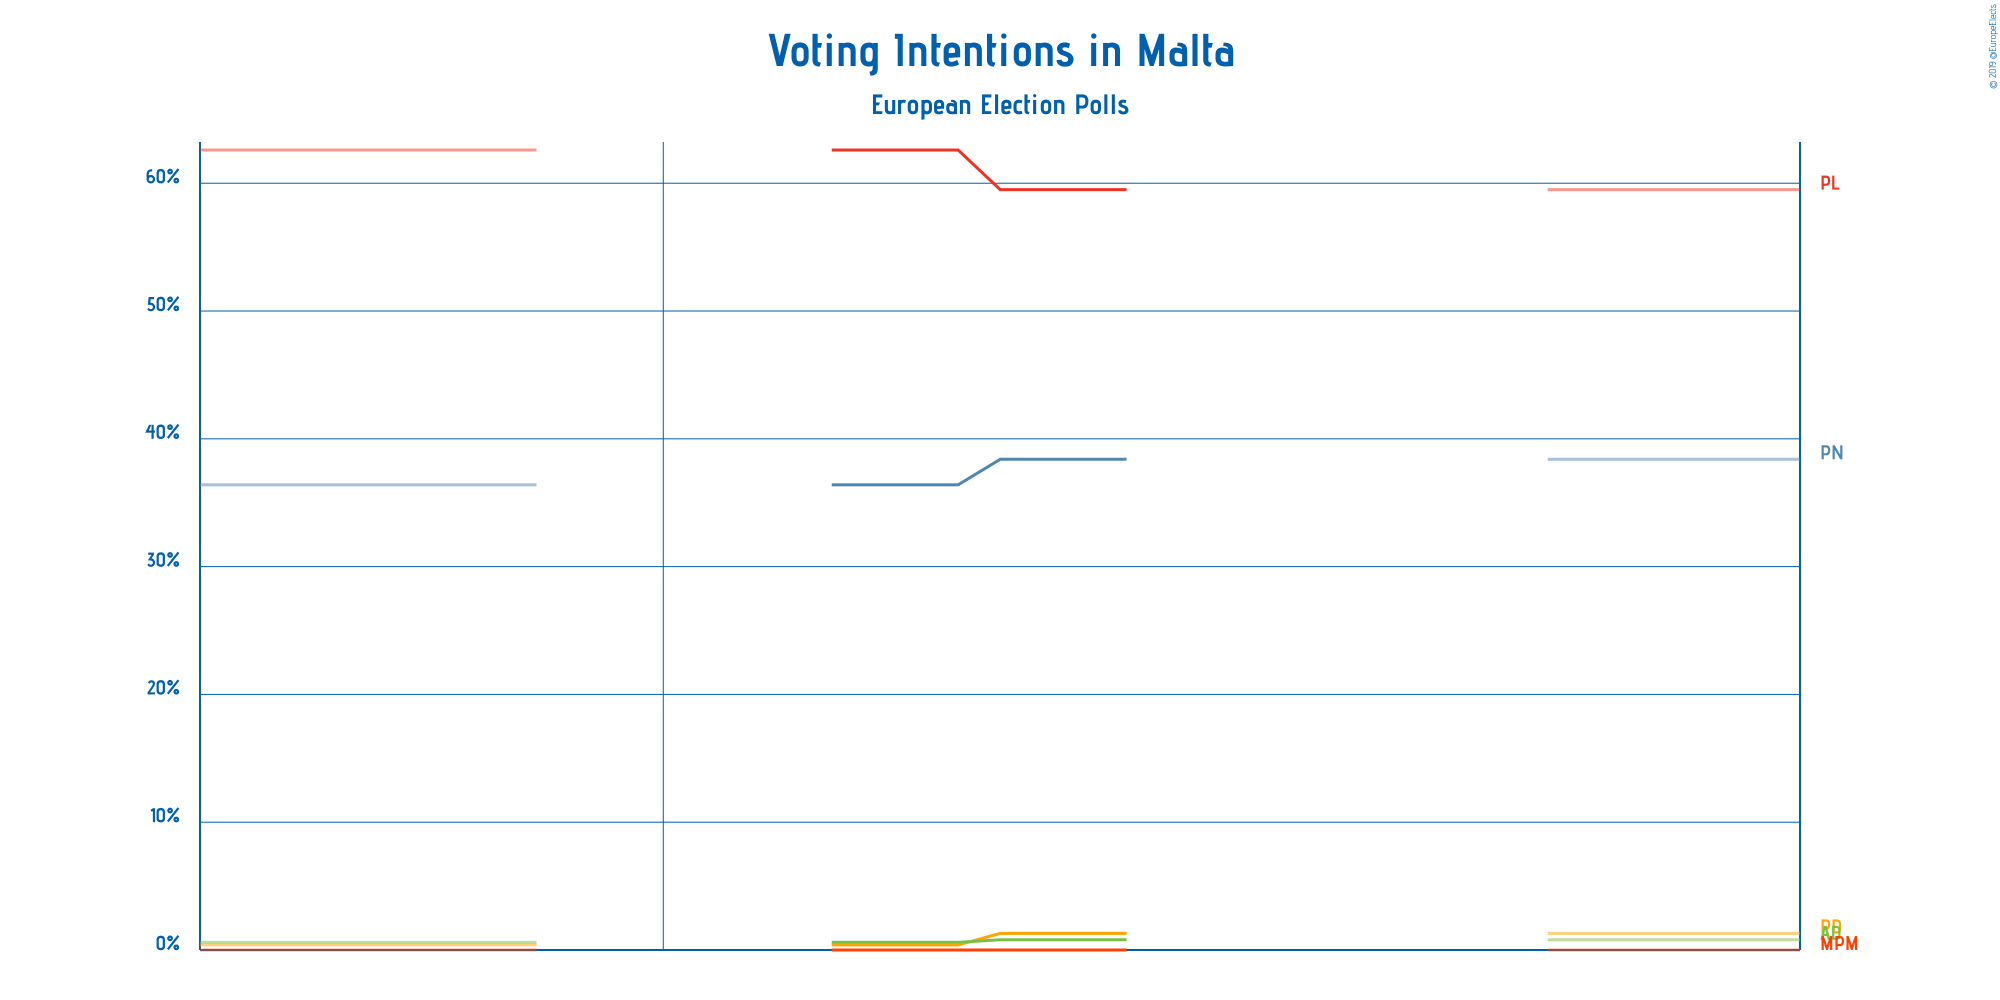 Voting Intentions in Malta
European Election Polls
© 2019 @EuropeElects
60%
50%
40%
30%
20%
10%
0%
PL
PN
PD
MPM